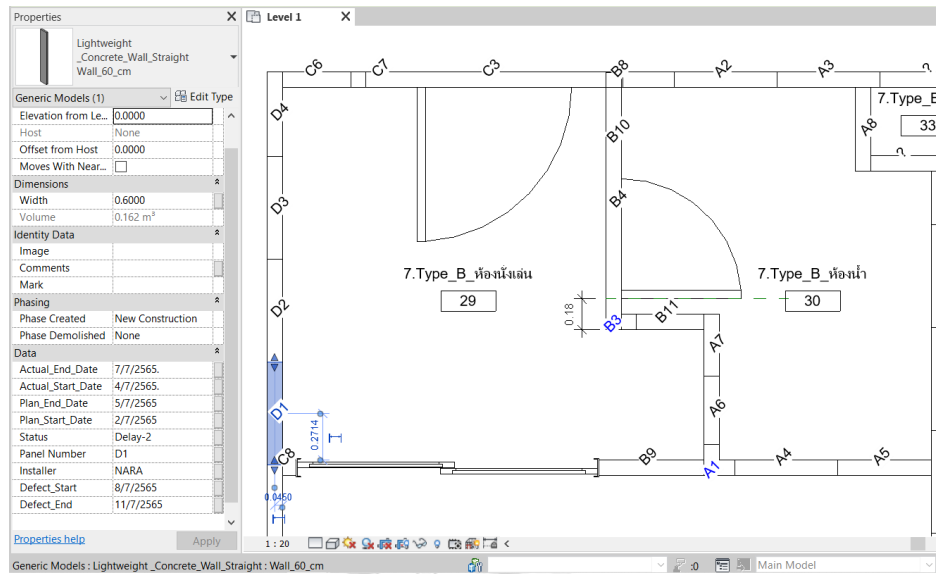 Properties
Lightweight
_Concrete_Wall_Straight
Wall_60_cm
Generic Models (1)
Edit Type
Elevation from Le... 0.0000
Host None
Offset from Host 0.0000
Moves With Near...
Dimensions
Width 0.6000
Volume 0.162 m³
Identity Data
Image
Comments
Mark
Phasing
Phase Created New Construction
Phase Demolished None
Data
Actual_End_Date 7/7/2565.
Actual_Start_Date 4/7/2565.
Plan_End_Date 5/7/2565
Plan_Start_Date 2/7/2565
Status Delay-2
Panel Number D1
Installer NARA
Defect_Start 8/7/2565
Defect_End 11/7/2565
Properties help
Apply
Level 1
C6 C7 C3 B8 A2 A3 ?
D4
B10
A8
7.Type_B
33
?
D3
B4
7.Type_B_ห้องนั่งเล่น
29
7.Type_B_ห้องน้ำ
30
D2
0.18
B3
B11
A7
D1
0.2714
A6
C8
B9
A1
A4
A5
0.0450
1 : 20
Generic Models : Lightweight _Concrete_Wall_Straight : Wall_60_cm
:0
Main Model